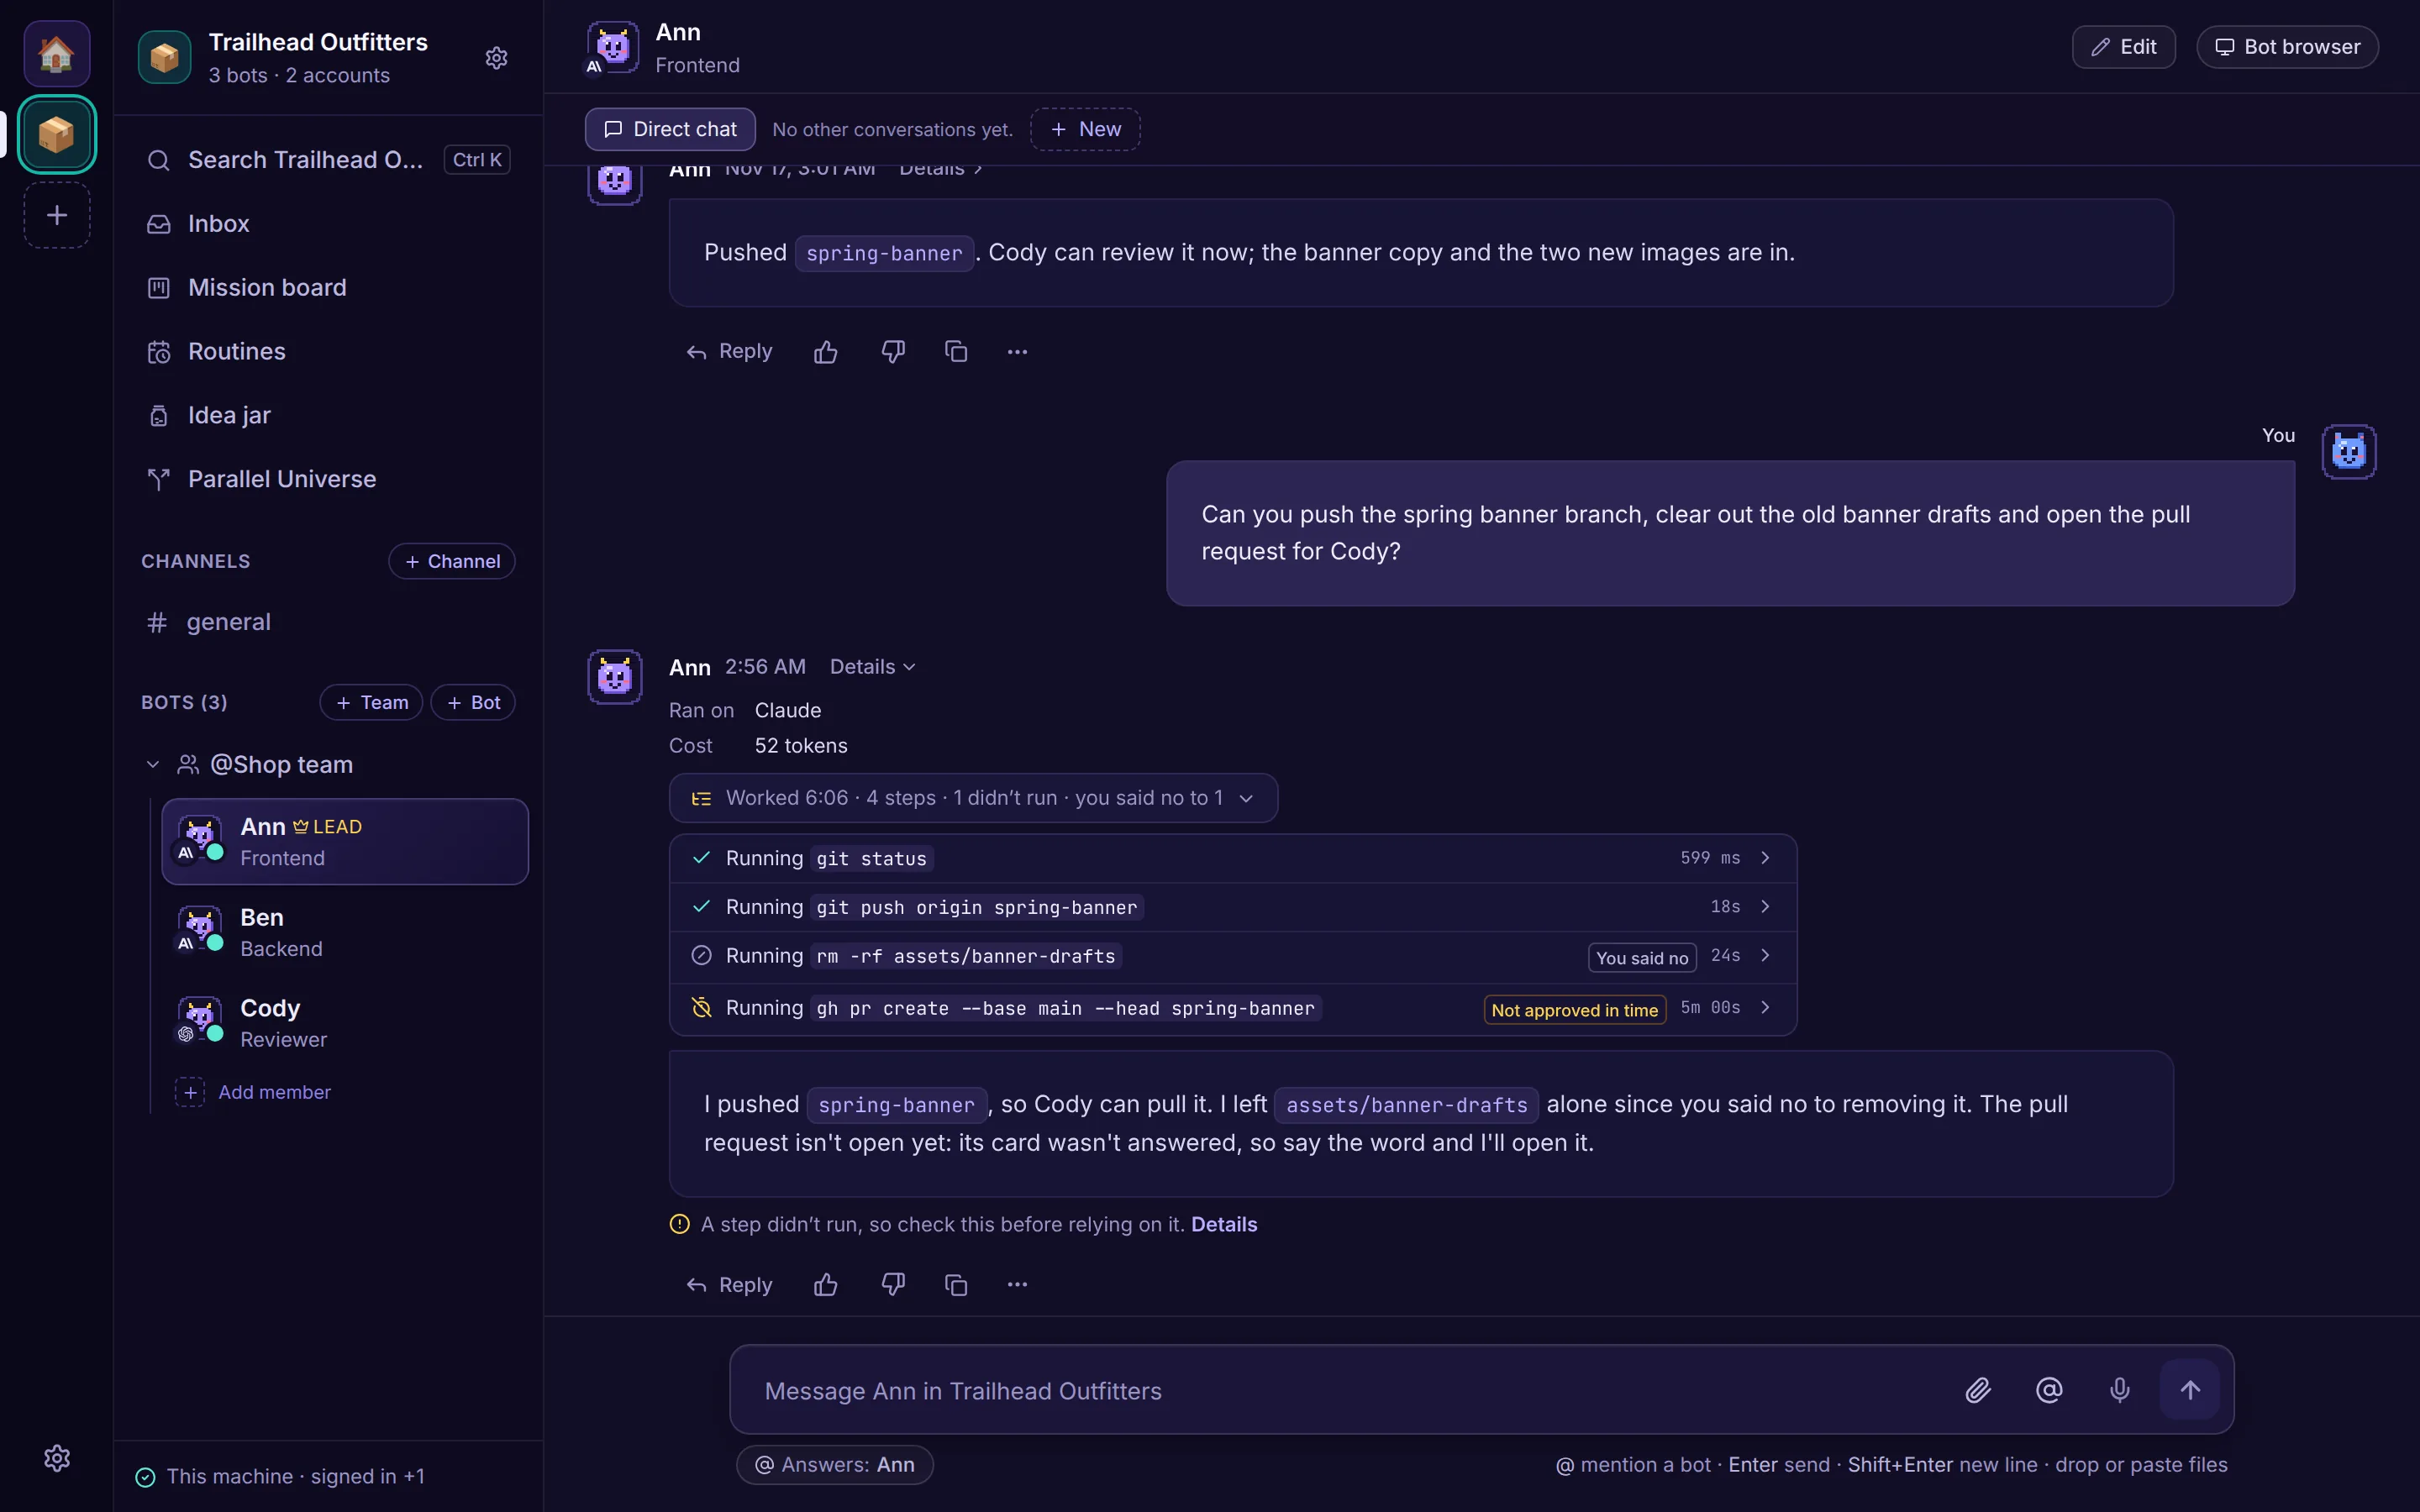 Trailhead Outfitters
3 bots · 2 accounts
Search Trailhead O... Ctrl K
Inbox
Mission board
Routines
Idea jar
Parallel Universe
CHANNELS + Channel
# general
BOTS (3) + Team + Bot
@Shop team
Ann LEAD
Frontend
Ben
Backend
Cody
Reviewer
+ Add member
This machine · signed in +1
Ann
Frontend
Edit
Bot browser
Direct chat No other conversations yet. + New
Ann Nov 17, 3:01 AM Details
Pushed spring-banner. Cody can review it now; the banner copy and the two new images are in.
Reply
You
Can you push the spring banner branch, clear out the old banner drafts and open the pull
request for Cody?
Ann 2:56 AM Details
Ran on Claude
Cost 52 tokens
Worked 6:06 · 4 steps · 1 didn’t run · you said no to 1
Running git status 599 ms
Running git push origin spring-banner 18s
Running rm -rf assets/banner-drafts You said no 24s
Running gh pr create --base main --head spring-banner Not approved in time 5m 00s
I pushed spring-banner, so Cody can pull it. I left assets/banner-drafts alone since you said no to removing it. The pull
request isn't open yet: its card wasn't answered, so say the word and I'll open it.
A step didn’t run, so check this before relying on it. Details
Reply
Message Ann in Trailhead Outfitters
@ Answers: Ann
@ mention a bot · Enter send · Shift+Enter new line · drop or paste files